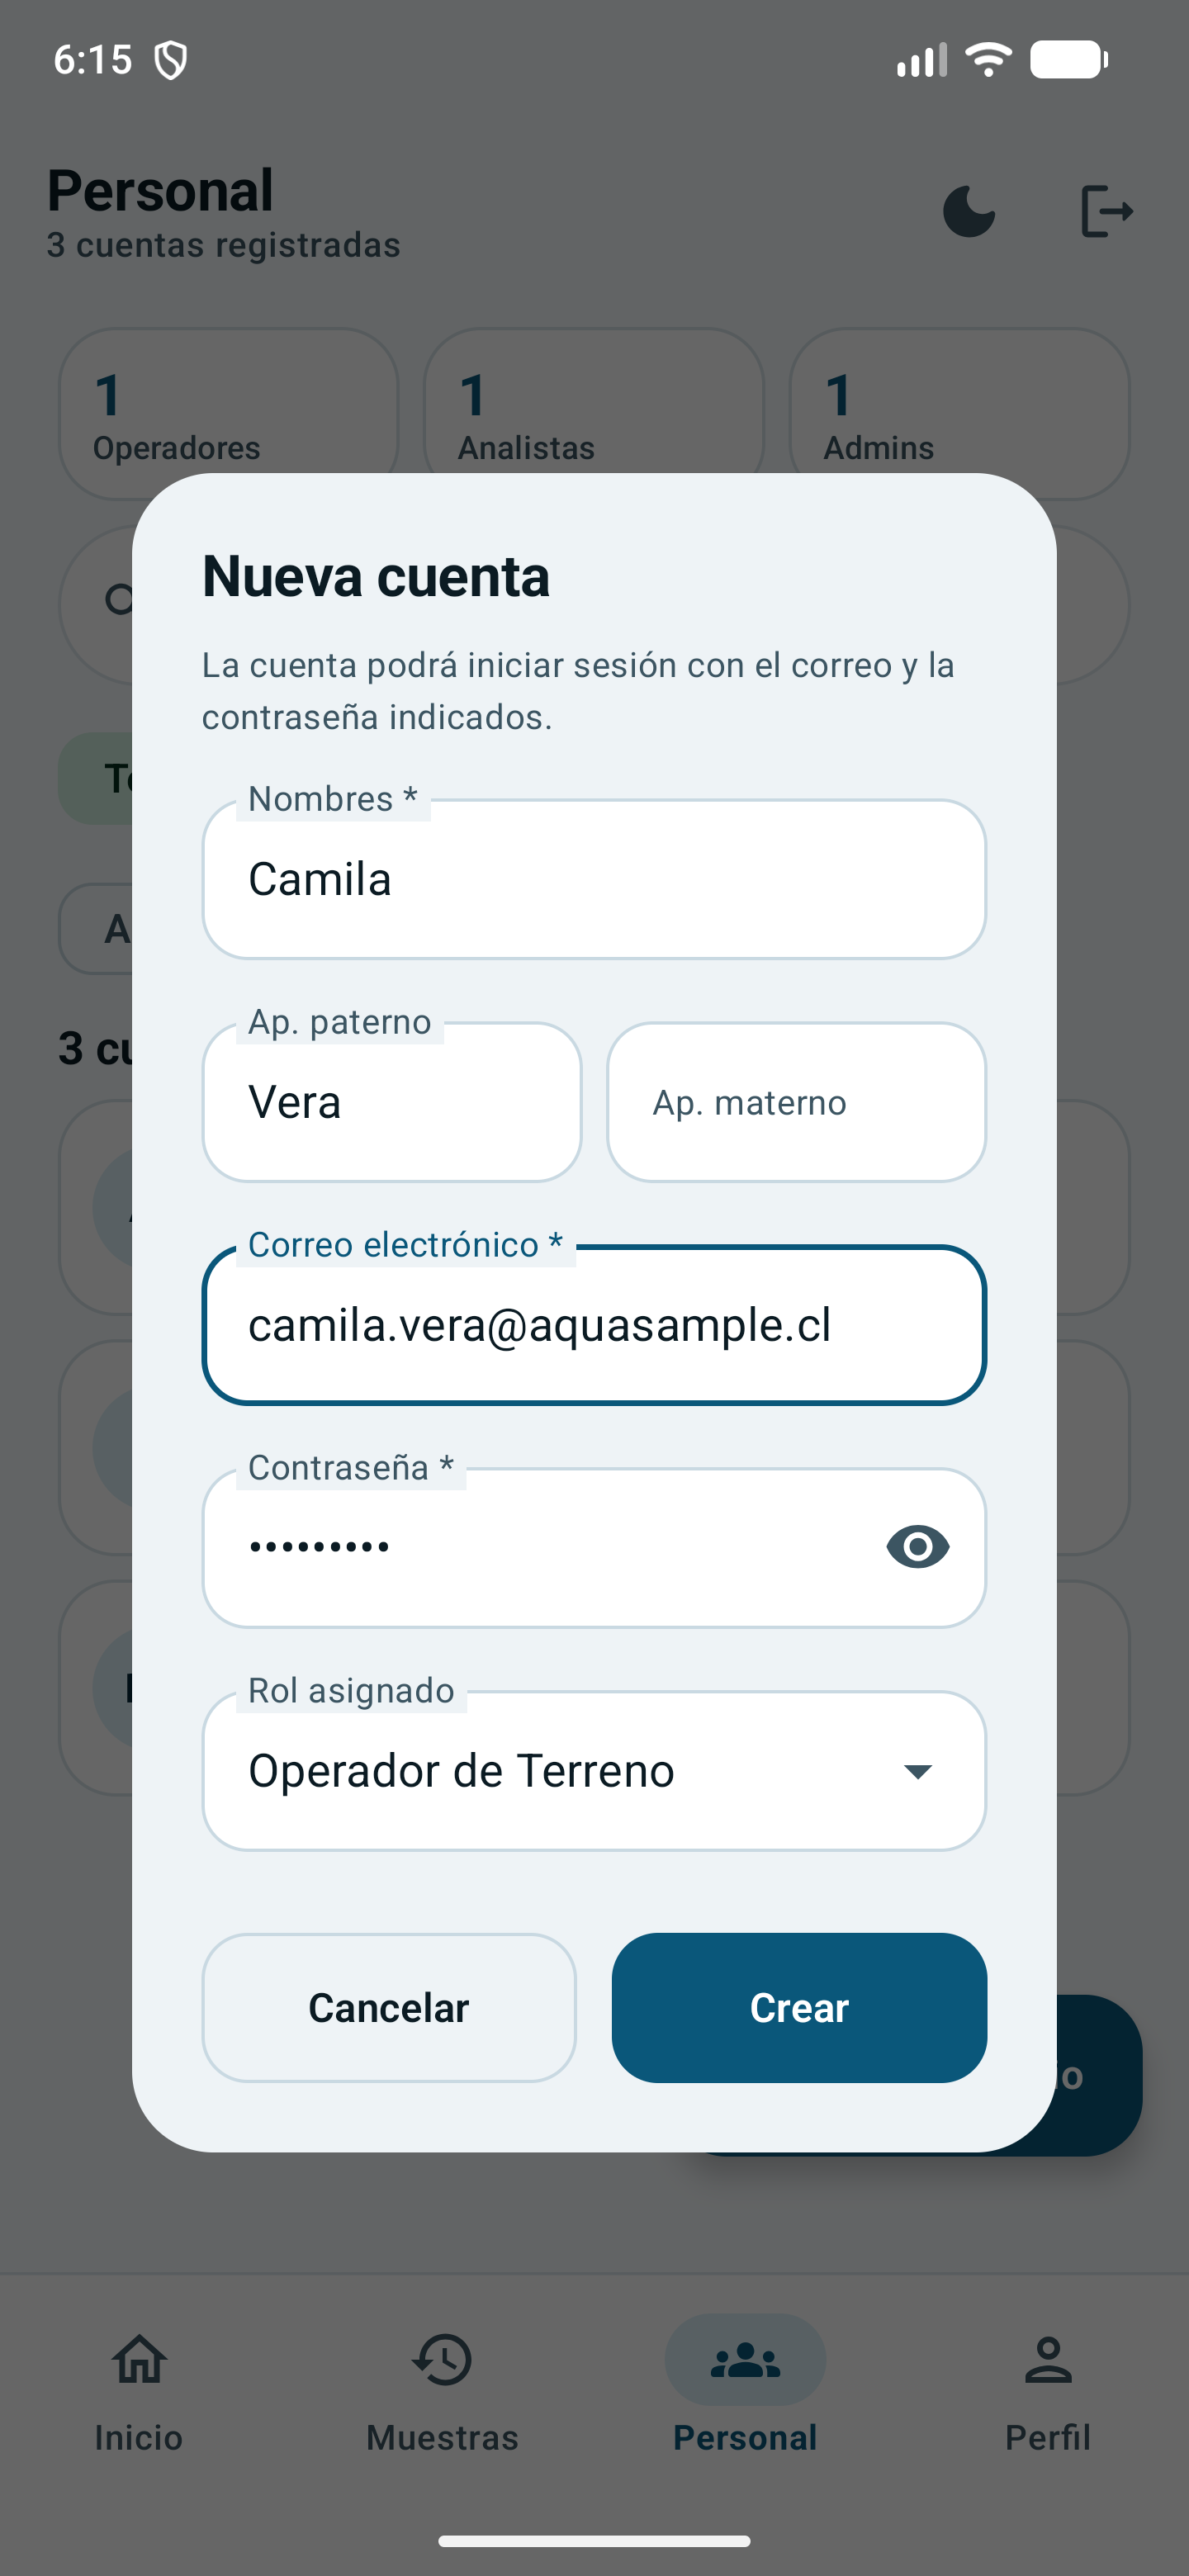 6:15
Personal
3 cuentas registradas
1
Operadores
1
Analistas
1
Admins
Nueva cuenta
La cuenta podrá iniciar sesión con el correo y la
contraseña indicados.
Nombres *
Camila
Ap. paterno
Vera
Ap. materno
Correo electrónico *
camila.vera@aquasample.cl
Contraseña *
•••••••••
Rol asignado
Operador de Terreno
Cancelar
Crear
Inicio
Muestras
Personal
Perfil